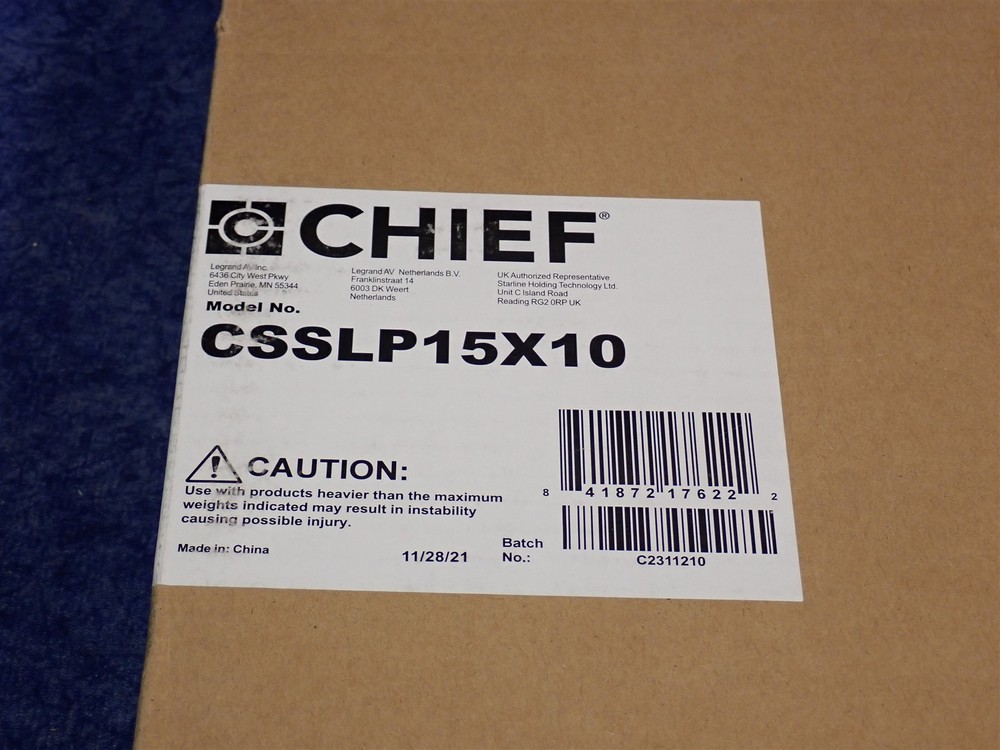 C CHIEF®
Legrand AV Inc.
6436 City West Pkwy
Eden Prairie, MN 55344
United States
Legrand AV Netherlands B.V.
Franklinstraat 14
6003 DK Weert
Netherlands
UK Authorized Representative
Starline Holding Technology Ltd.
Unit C Island Road
Reading RG2 0RP UK
Model No.
CSSLP15X10
! CAUTION:
Use with products heavier than the maximum
weights indicated may result in instability
causing possible injury.
Made in: China
11/28/21
8 41872 17622 2
Batch
No.:
C2311210